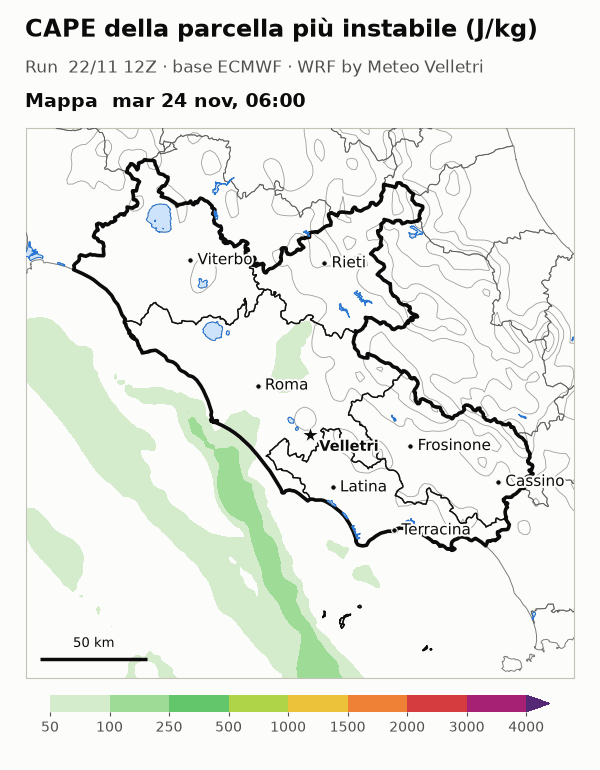 CAPE della parcella più instabile (J/kg)
Run  22/11 12Z · base ECMWF · WRF by Meteo Velletri
Mappa  mar 24 nov, 06:00
Viterbo
Rieti
Roma
Velletri
Frosinone
Cassino
Latina
Terracina
50 km
50 100 250 500 1000 1500 2000 3000 4000